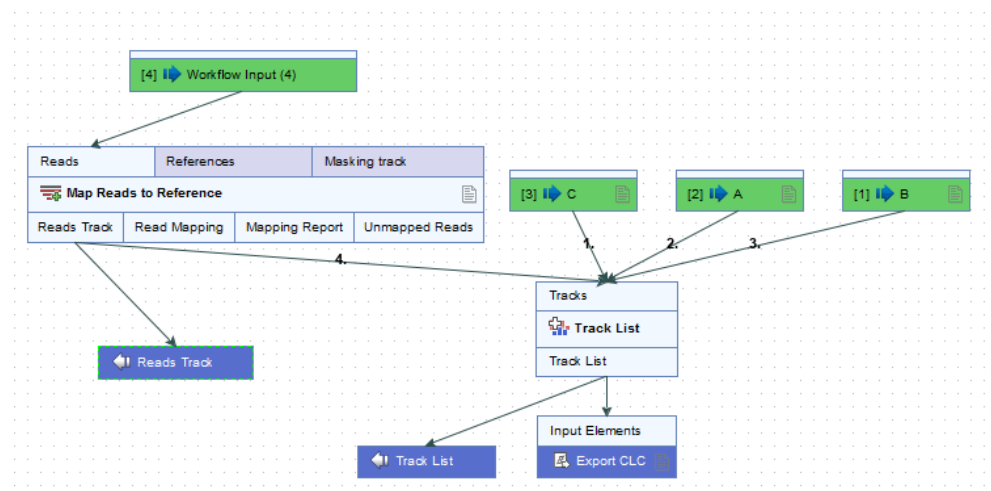 [4] Workflow Input (4)
Reads References Masking track
Map Reads to Reference
[3] C [2] A [1] B
Reads Track Read Mapping Mapping Report Unmapped Reads
1. 2. 3.
4.
Tracks
Track List
Reads Track
Track List
Input Elements
Track List Export CLC